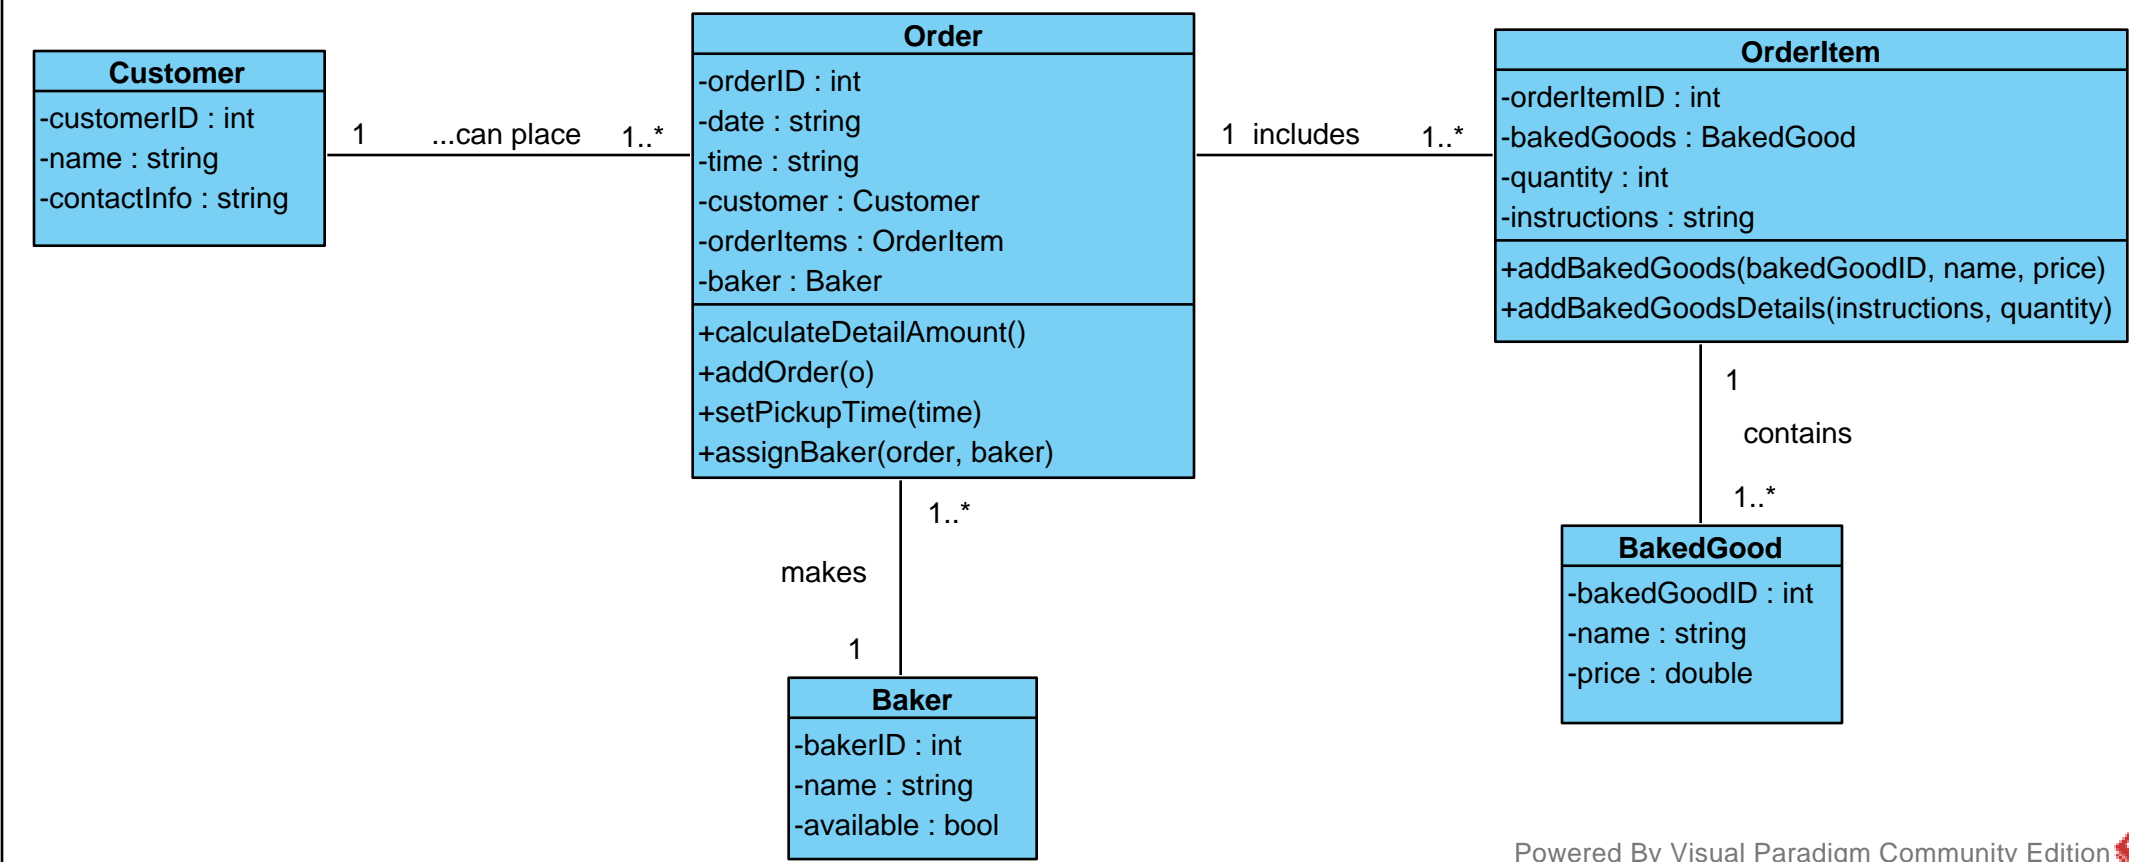 Customer
-customerID : int
-name : string
-contactInfo : string
1 ...can place 1..*
Order
-orderID : int
-date : string
-time : string
-customer : Customer
-orderItems : OrderItem
-baker : Baker
+calculateDetailAmount()
+addOrder(o)
+setPickupTime(time)
+assignBaker(order, baker)
1 includes 1..*
OrderItem
-orderItemID : int
-bakedGoods : BakedGood
-quantity : int
-instructions : string
+addBakedGoods(bakedGoodID, name, price)
+addBakedGoodsDetails(instructions, quantity)
1
contains
1..*
BakedGood
-bakedGoodID : int
-name : string
-price : double
1..*
makes
1
Baker
-bakerID : int
-name : string
-available : bool
Powered By Visual Paradigm Community Edition